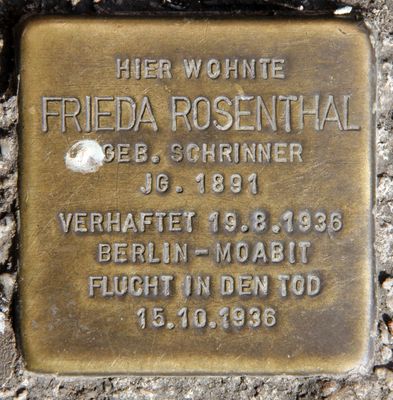 HIER WOHNTE
FRIEDA ROSENTHAL
GEB. SCHRINNER
JG. 1891
VERHAFTET 19.8.1936
BERLIN-MOABIT
FLUCHT IN DEN TOD
15.10.1936